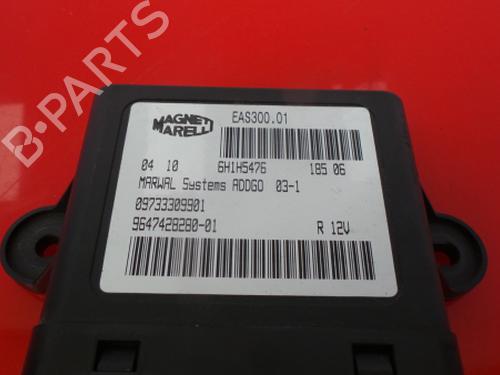 B-PARTS
MAGNETI MARELLI
EAS300.01
04 10 6H1H5476 185 06
MARWAL Systems ADDGO 03-1
09733309901
9647428280-01 R 12V